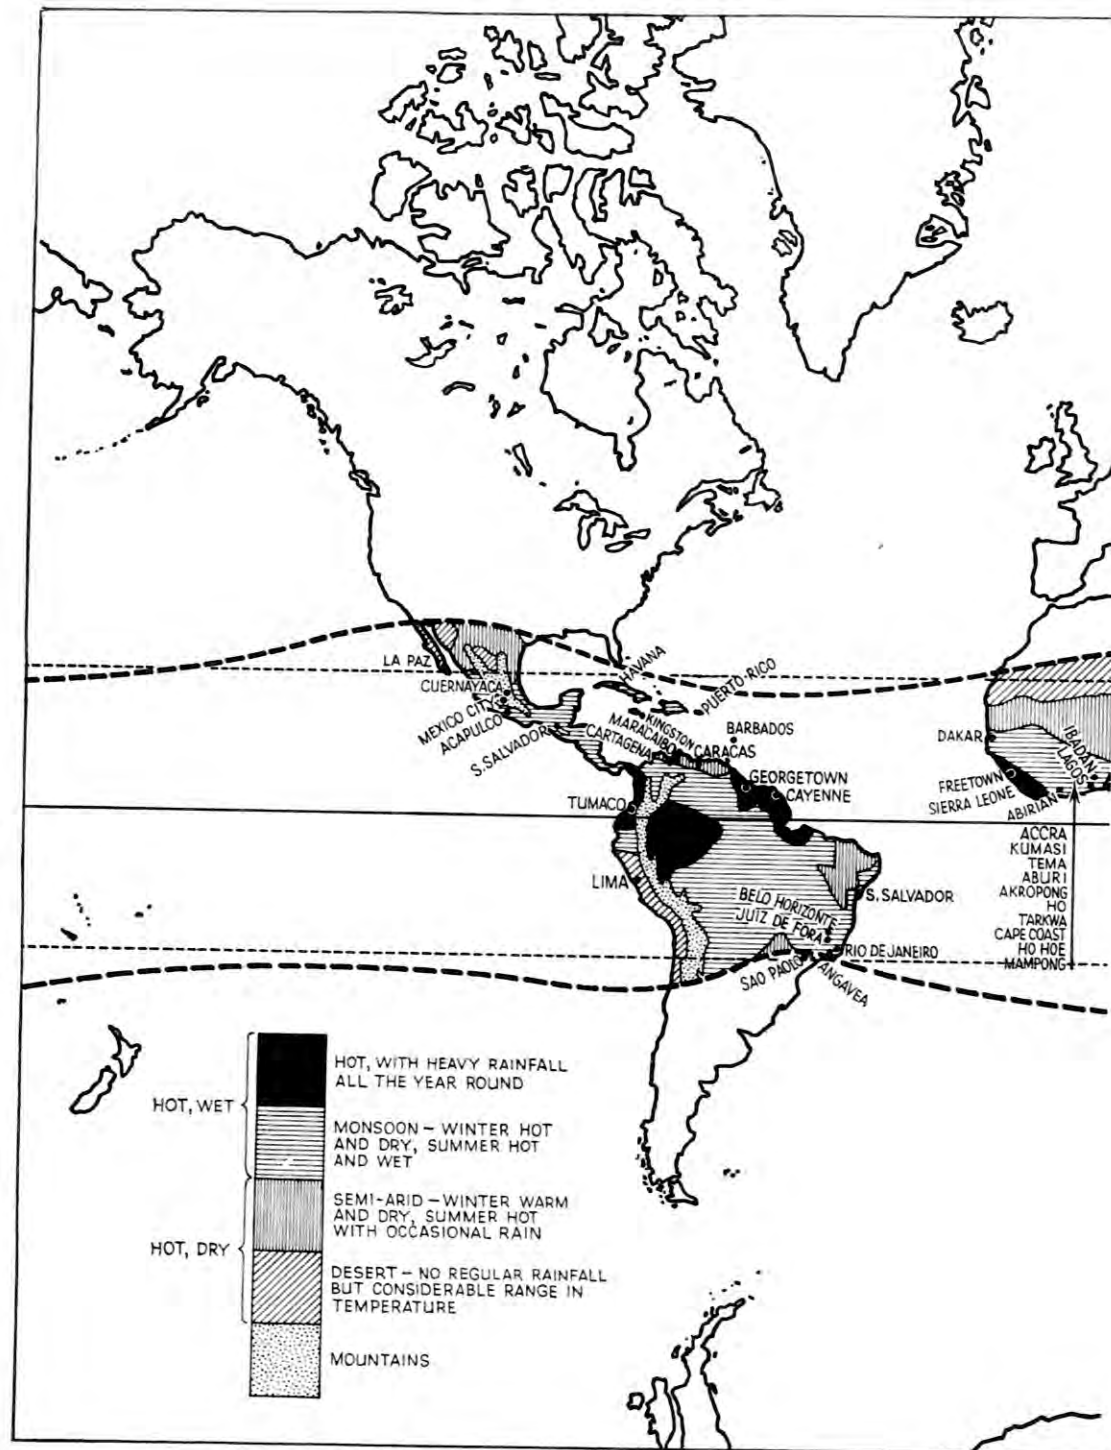 LA PAZ
CUERNAYACA
MEXICO CITY
ACAPULCO
S. SALVADOR
HAVANA
PUERTO-RICO
KINGSTON
MARACAIBO
CARTAGENA
CARACAS
BARBADOS
GEORGETOWN
CAYENNE
TUMACO
LIMA
BELO HORIZONTE
JUIZ DE FORA
S. SALVADOR
RIO DE JANEIRO
SAO PAOLO
ANGAVEA
DAKAR
IBADAN
LAGOS
FREETOWN
SIERRA LEONE
ABIRIAN
ACCRA
KUMASI
TEMA
ABURI
AKROPONG
HO
TARKWA
CAPE COAST
HO HOE
MAMPONG
HOT, WET
HOT, WITH HEAVY RAINFALL
ALL THE YEAR ROUND
MONSOON – WINTER HOT
AND DRY, SUMMER HOT
AND WET
HOT, DRY
SEMI-ARID – WINTER WARM
AND DRY, SUMMER HOT
WITH OCCASIONAL RAIN
DESERT – NO REGULAR RAINFALL
BUT CONSIDERABLE RANGE IN
TEMPERATURE
MOUNTAINS